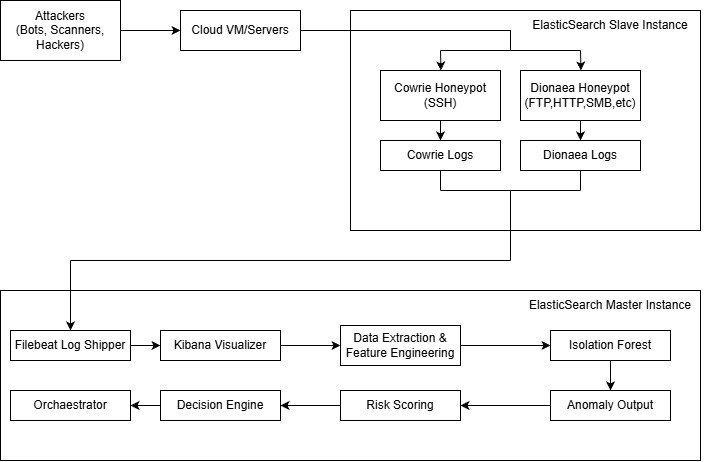 Attackers
(Bots, Scanners,
Hackers)
Cloud VM/Servers
ElasticSearch Slave Instance
Cowrie Honeypot
(SSH)
Dionaea Honeypot
(FTP,HTTP,SMB,etc)
Cowrie Logs
Dionaea Logs
ElasticSearch Master Instance
Filebeat Log Shipper
Kibana Visualizer
Data Extraction &
Feature Engineering
Isolation Forest
Orchaestrator
Decision Engine
Risk Scoring
Anomaly Output